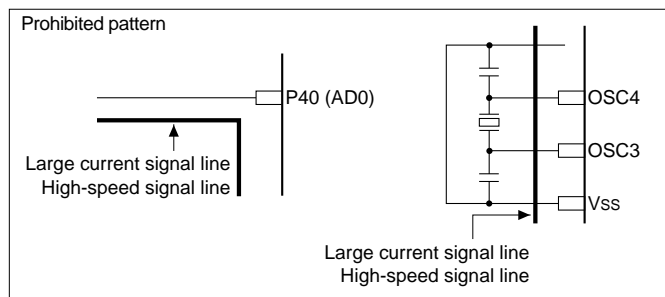 Prohibited pattern
P40 (AD0)
Large current signal line
High-speed signal line
OSC4
OSC3
VSS
Large current signal line
High-speed signal line